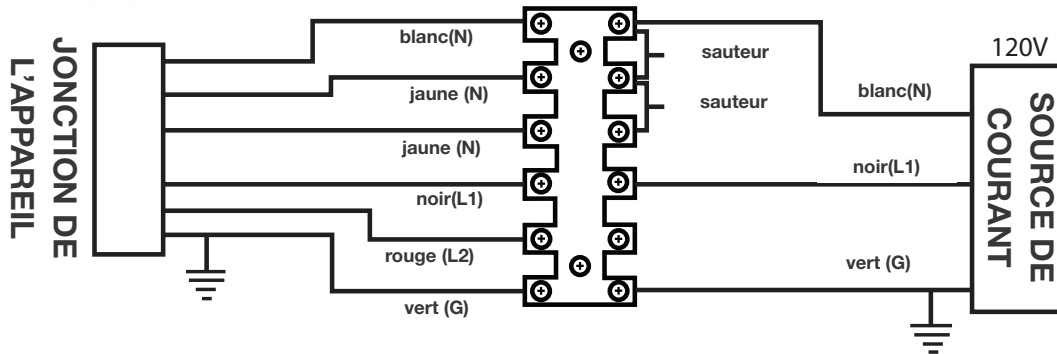 JONCTION DE
L'APPAREIL
blanc(N)
jaune (N)
jaune (N)
noir(L1)
rouge (L2)
vert (G)
sauteur
sauteur
blanc(N)
noir(L1)
vert (G)
120V
SOURCE DE
COURANT